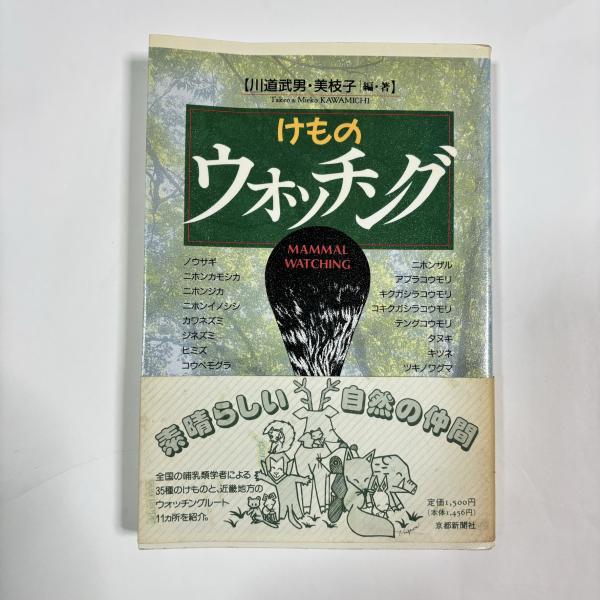 【川道武男・美枝子[編・著】
Takeo & Mieko KAWAMICHI
けもの
ウオッチング
MAMMAL
WATCHING
ノウサギ
ニホンカモシカ
ニホンジカ
ニホンイノシシ
カワネズミ
ジネズミ
ヒミズ
コウベモグラ
ニホンザル
アブラコウモリ
キクガシラコウモリ
コキクガシラコウモリ
テングコウモリ
タヌキ
キツネ
ツキノワグマ
素晴らしい自然の仲間
全国の哺乳類学者による
35種のけものと、近畿地方の
ウォッチングルート
11カ所を紹介。
定価1,500円
(本体1,456円)
京都新聞社